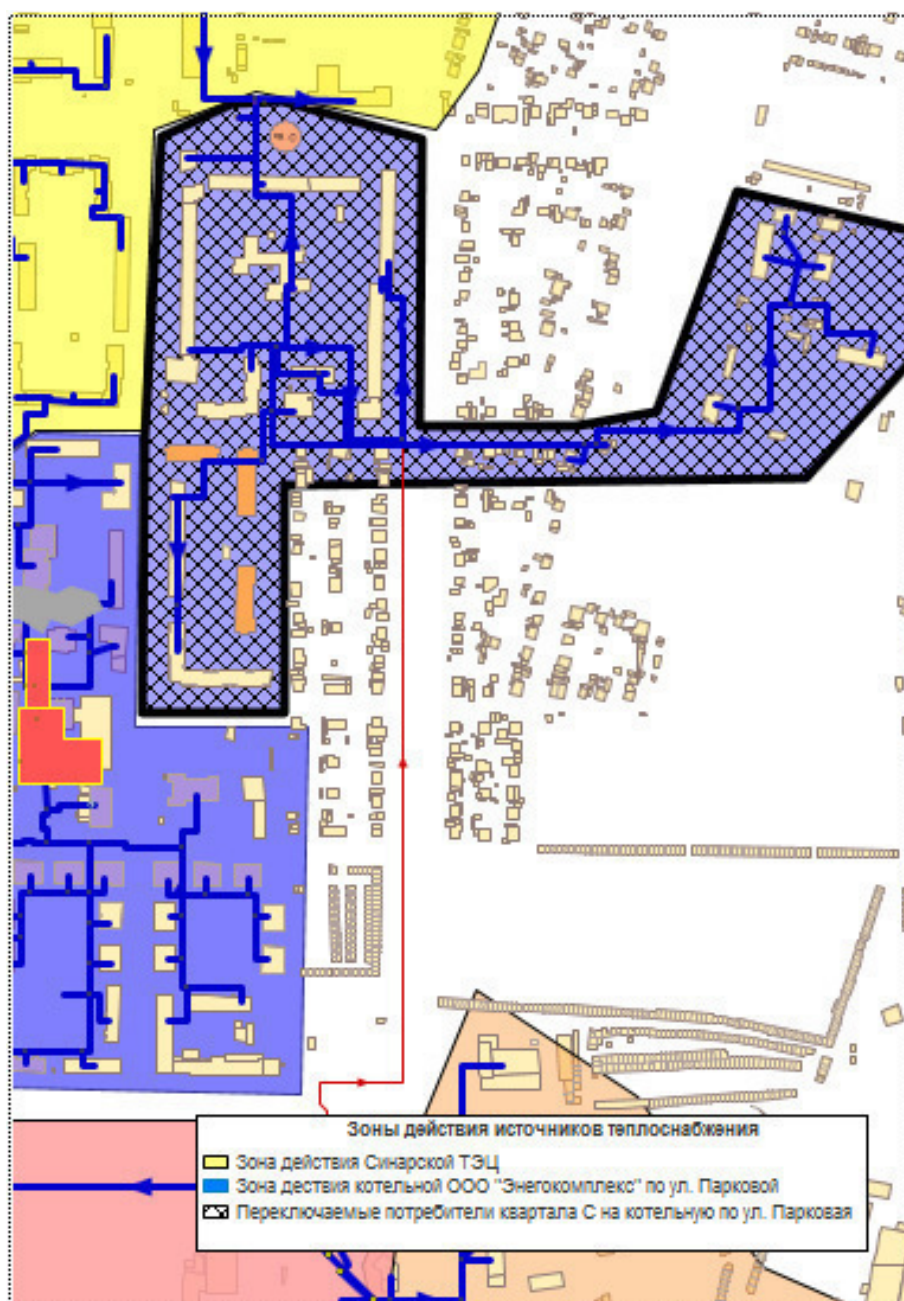 Зоны действия источников теплоснабжения
Зона действия Синарской ТЭЦ
Зона дествия котельной ООО "Энегокомплекс" по ул. Парковой
Переключаемые потребители квартала С на котельную по ул. Парковая